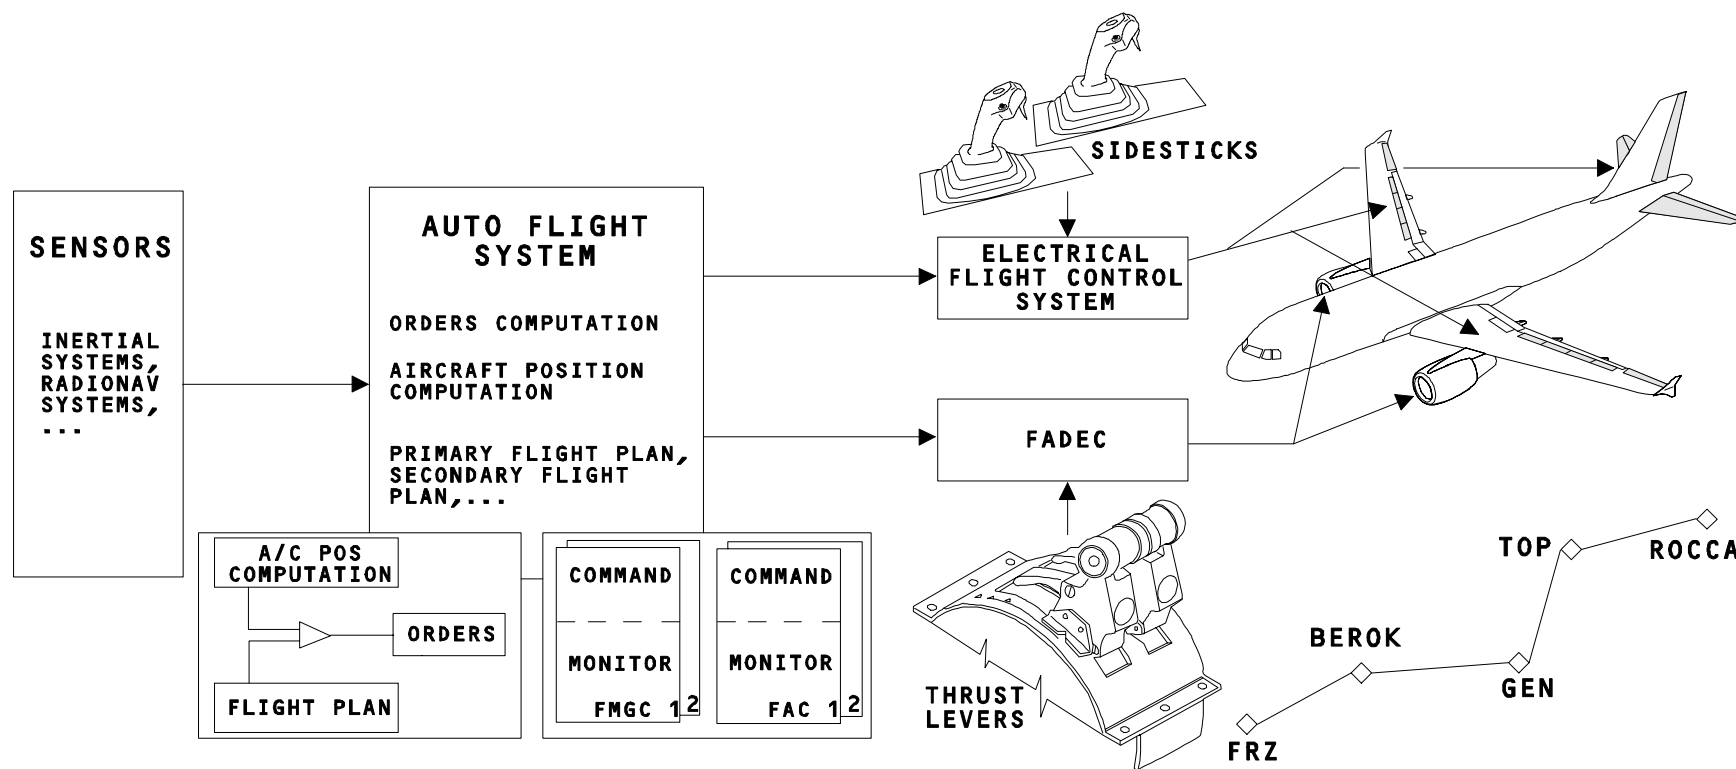 SIDESTICKS
SENSORS
INERTIAL
SYSTEMS,
RADIONAV
SYSTEMS,
...
AUTO FLIGHT
SYSTEM
ORDERS COMPUTATION
AIRCRAFT POSITION
COMPUTATION
PRIMARY FLIGHT PLAN,
SECONDARY FLIGHT
PLAN,...
ELECTRICAL
FLIGHT CONTROL
SYSTEM
FADEC
A/C POS
COMPUTATION
ORDERS
FLIGHT PLAN
COMMAND
MONITOR
FMGC 1
2
COMMAND
MONITOR
FAC 1
2
THRUST
LEVERS
FRZ
BEROK
GEN
TOP
ROCCA